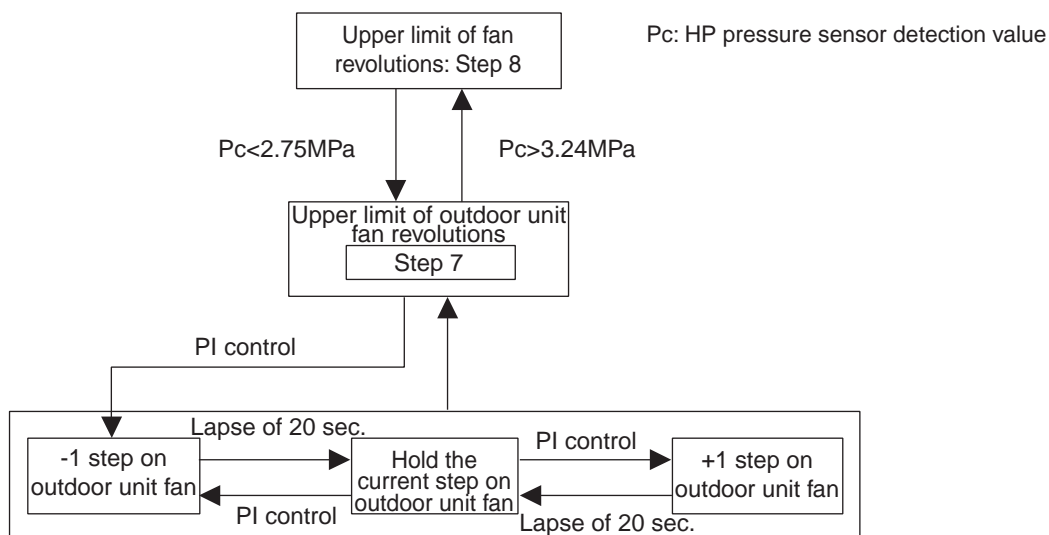 Upper limit of fan
revolutions: Step 8
Pc: HP pressure sensor detection value
Pc<2.75MPa
Pc>3.24MPa
Upper limit of outdoor unit
fan revolutions
Step 7
PI control
Lapse of 20 sec.
-1 step on
outdoor unit fan
Hold the
current step on
outdoor unit fan
PI control
+1 step on
outdoor unit fan
PI control
Lapse of 20 sec.